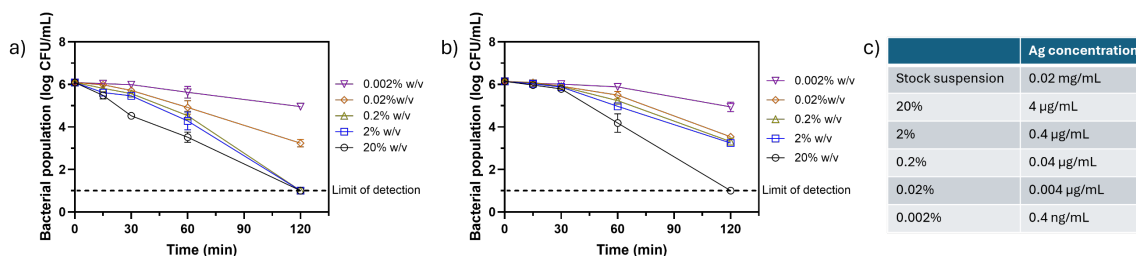 a)
Bacterial population (log CFU/mL)
8
6
4
2
0
0 30 60 90 120
Time (min)
0.002% w/v
0.02%w/v
0.2% w/v
2% w/v
20% w/v
Limit of detection
b)
Bacterial population (log CFU/mL)
8
6
4
2
0
0 30 60 90 120
Time (min)
0.002% w/v
0.02%w/v
0.2% w/v
2% w/v
20% w/v
Limit of detection
c)
Ag concentration
Stock suspension 0.02 mg/mL
20% 4 µg/mL
2% 0.4 µg/mL
0.2% 0.04 µg/mL
0.02% 0.004 µg/mL
0.002% 0.4 ng/mL